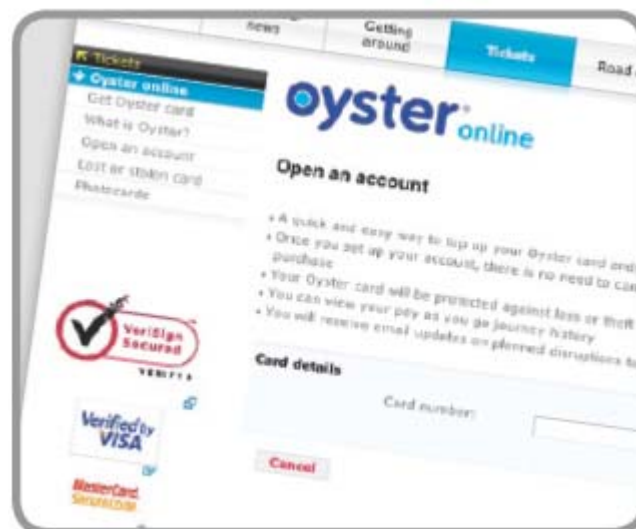 news
Getting
around
Tickets
Road
Tickets
Oyster online
Get Oyster card
What is Oyster?
Open an account
Lost or stolen card
Photocards
oyster online
Open an account
A quick and easy way to top up your Oyster card
Once you set up your account, there is no need to
purchase
Your Oyster card will be protected against loss or theft
You can view your pay as you go journey history
You will receive email updates on planned disruptions to
Card details
Card number:
Cancel
VeriSign
Secured
VERIFY
Verified by
VISA
MasterCard.
SecureCode.